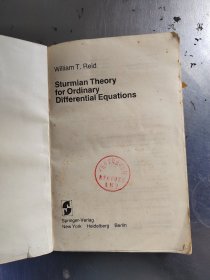 William T. Reid
Sturmian Theory
for Ordinary
Differential Equations
Springer-Verlag
New York Heidelberg Berlin